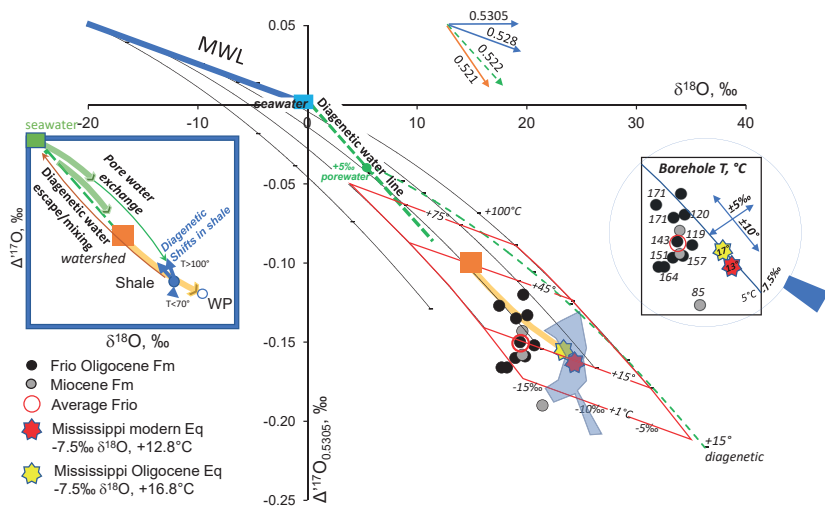 0.05
MWL
0.5305
0.528
0.522
0.521
δ¹⁸O, ‰
seawater
-20
-10
0
10
20
30
40
seawater
Pore water
exchange
Diagenetic water
escape/mixing
watershed
Diagenetic
Shifts in shale
T>100°
Shale
T<70°
WP
Δ'¹⁷O, ‰
δ¹⁸O, ‰
Diagenetic water
line
+5‰
porewater
-0.05
-0.10
-0.15
-0.20
-0.25
+75
+100°C
+45°
+15°
-15‰
-10‰
+1°C
-5‰
+15°
diagenetic
Δ'¹⁷O0.5305, ‰
Borehole T, °C
171
171
120
143
119
151
157
164
85
±5‰
±10°
17°
13°
5°C
-7.5‰
Frio Oligocene Fm
Miocene Fm
Average Frio
Mississippi modern Eq
-7.5‰ δ¹⁸O, +12.8°C
Mississippi Oligocene Eq
-7.5‰ δ¹⁸O, +16.8°C